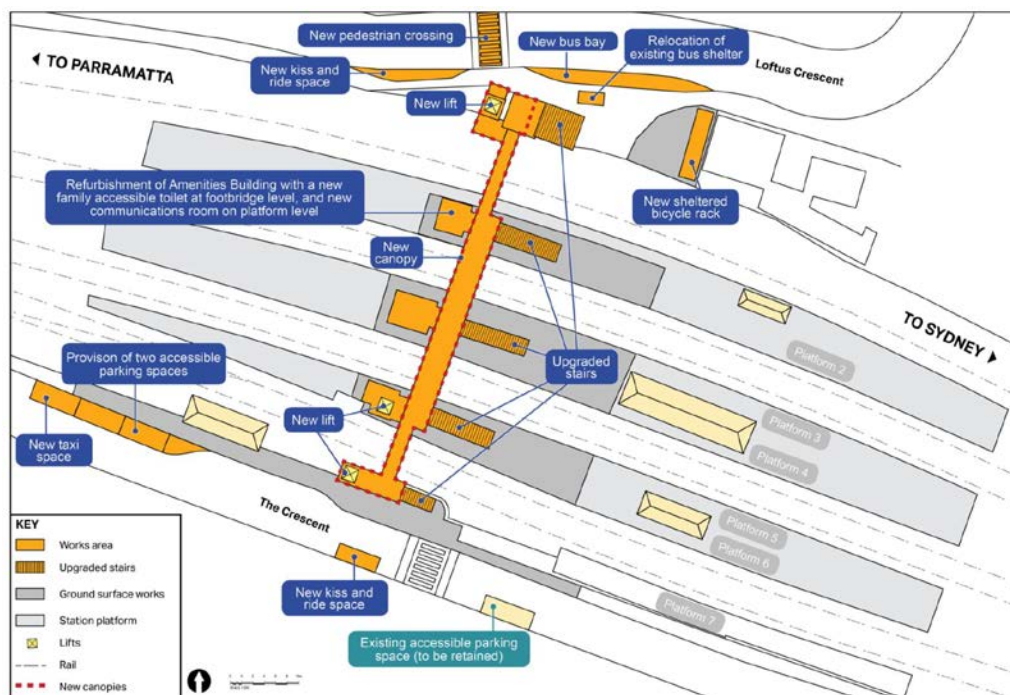 New pedestrian crossing
New bus bay
Relocation of
existing bus shelter
Loftus Crescent
TO PARRAMATTA
New kiss and
ride space
New lift
Refurbishment of Amenities Building with a new
family accessible toilet at footbridge level, and new
communications room on platform level
New sheltered
bicycle rack
New
canopy
TO SYDNEY
Platform 2
Upgraded
stairs
Provison of two accessible
parking spaces
Platform 3
Platform 4
New lift
New taxi
space
Platform 5
Platform 6
The Crescent
Platform 7
New kiss and
ride space
Existing accessible parking
space (to be retained)
KEY
Works area
Upgraded stairs
Ground surface works
Station platform
Lifts
Rail
New canopies